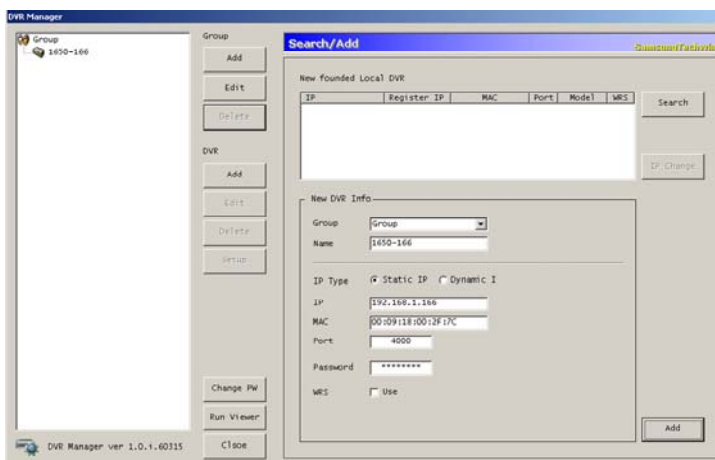 DVR Manager
Group
1650-166
Group
Add
Edit
Delete
DVR
Add
Edit
Delete
Setup
Change PW
Run Viewer
Clsoe
DVR Manager ver 1.0.1.60315
Search/Add
New founded Local DVR
IP Register IP MAC Port Model WRS
Search
IP Change
New DVR Info
Group Group
Name 1650-166
IP Type Static IP Dynamic I
IP 192.168.1.166
MAC 00:09:18:00:2F:7C
Port 4000
Password ********
WRS Use
Add